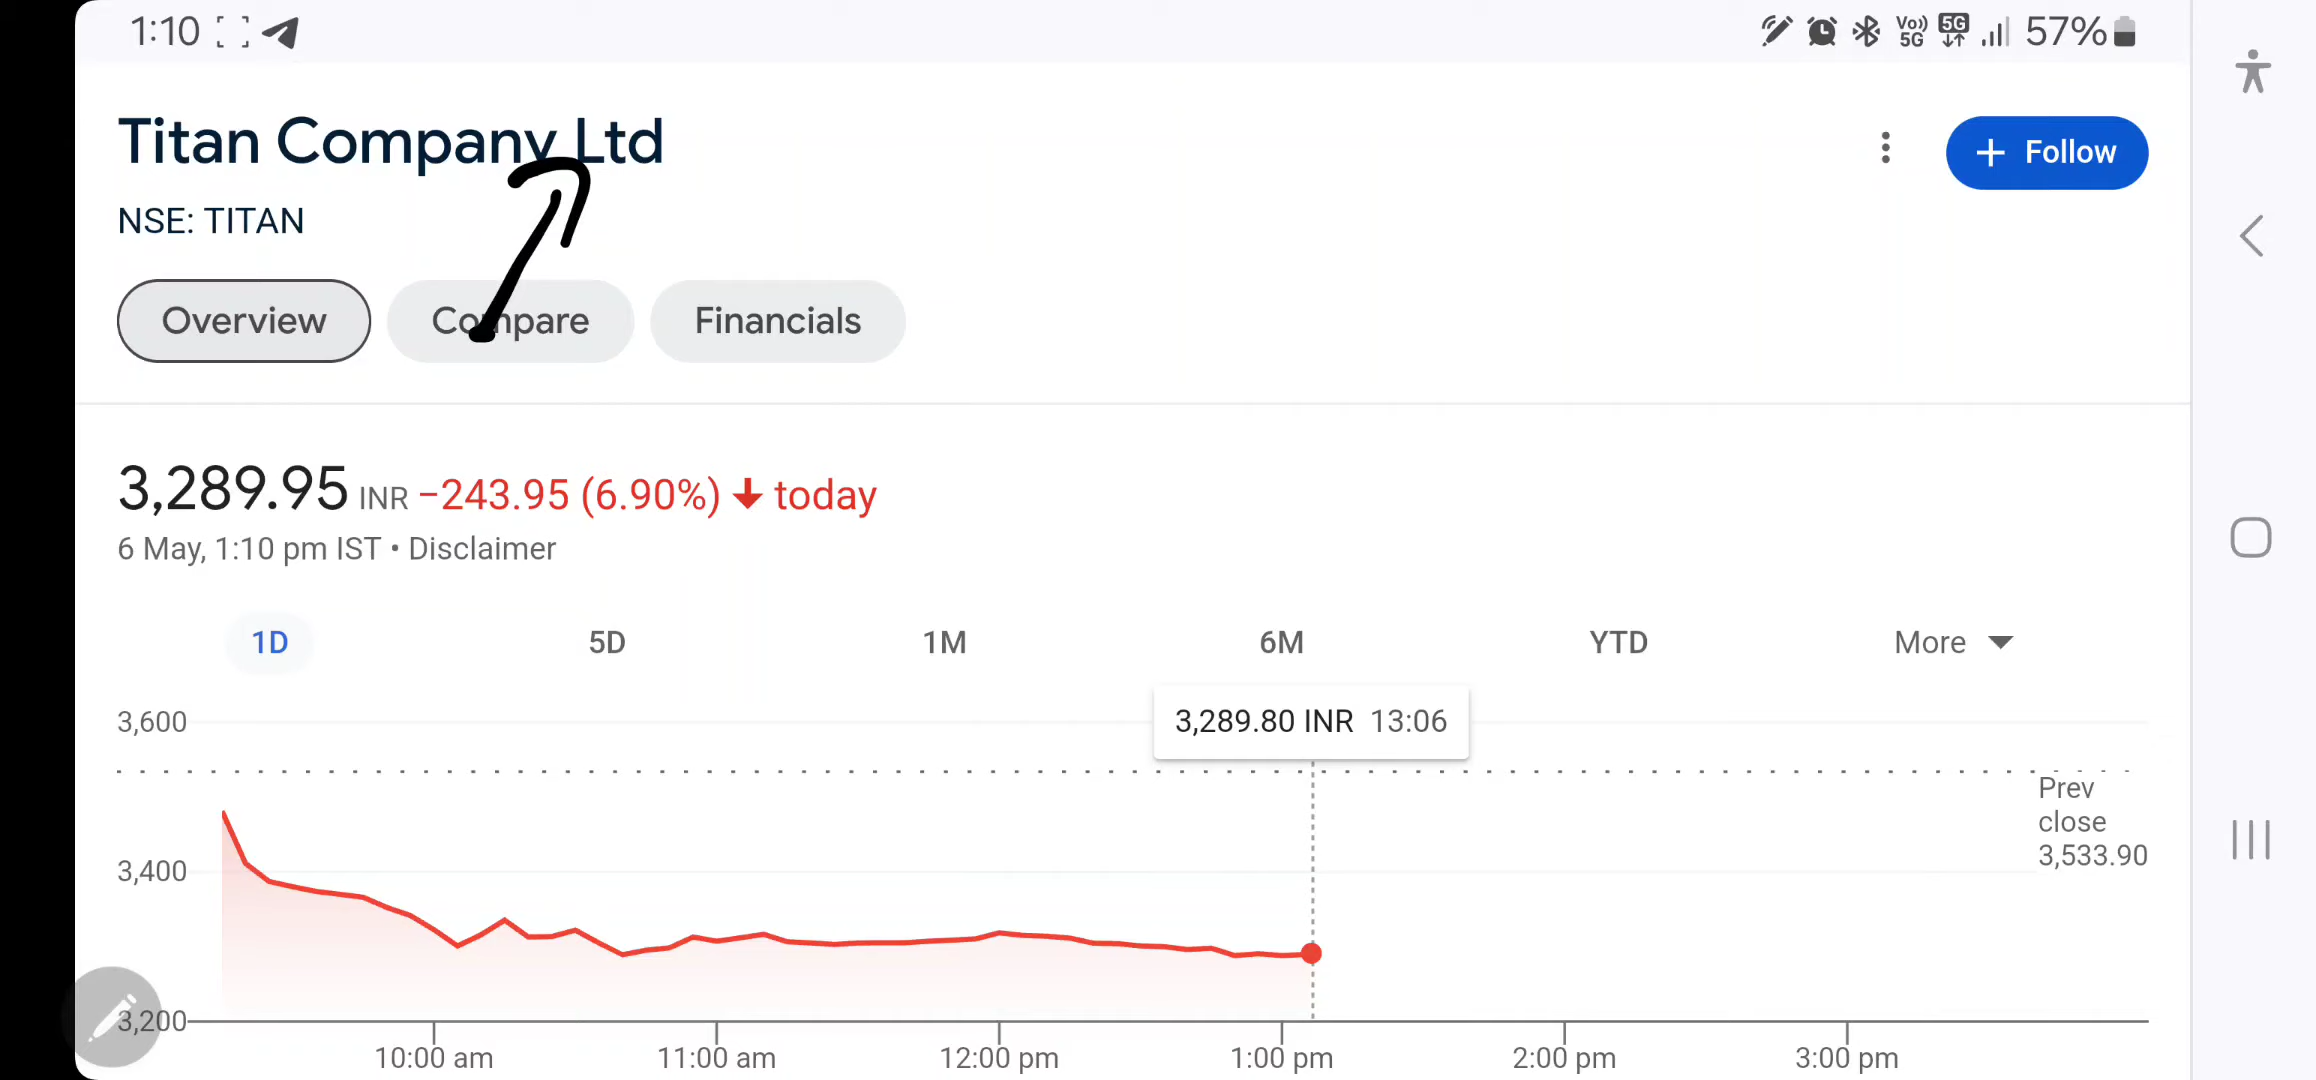 1:10 Vo)) 5G 5G 57%
Titan Company Ltd
+ Follow
NSE: TITAN
Overview Compare Financials
3,289.95 INR −243.95 (6.90%) ↓ today
6 May, 1:10 pm IST • Disclaimer
1D 5D 1M 6M YTD More
3,289.80 INR 13:06
3,600
Prev
close
3,533.90
3,400
3,200
10:00 am 11:00 am 12:00 pm 1:00 pm 2:00 pm 3:00 pm